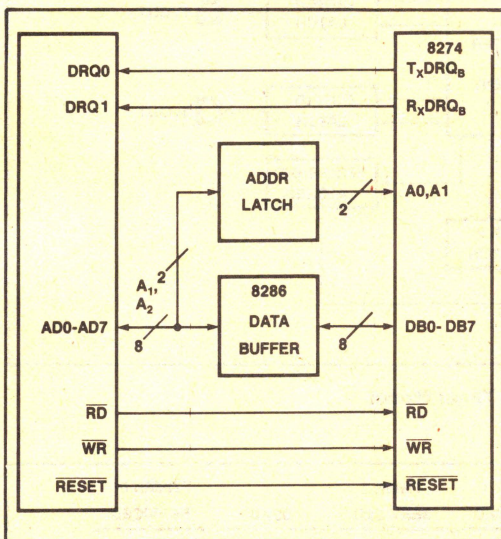 8274
DRQ0
TXDRQB
DRQ1
RXDRQB
ADDR
LATCH
2
A0,A1
A1,
A2
2
8286
DATA
BUFFER
AD0-AD7
8
8
DB0- DB7
RD
RD
WR
WR
RESET
RESET